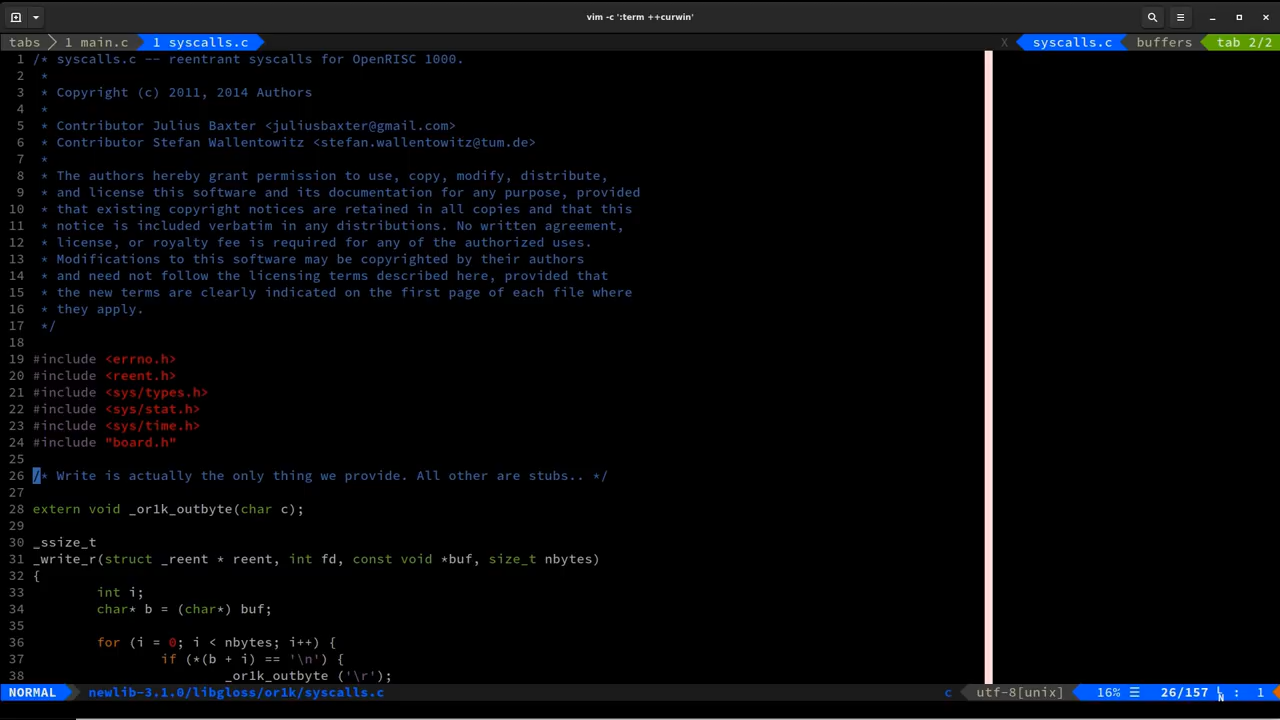 vim -c ':term ++curwin'
tabs 1 main.c 1 syscalls.c X syscalls.c buffers tab 2/2
1 /* syscalls.c -- reentrant syscalls for OpenRISC 1000.
2  *
3  * Copyright (c) 2011, 2014 Authors
4  *
5  * Contributor Julius Baxter <juliusbaxter@gmail.com>
6  * Contributor Stefan Wallentowitz <stefan.wallentowitz@tum.de>
7  *
8  * The authors hereby grant permission to use, copy, modify, distribute,
9  * and license this software and its documentation for any purpose, provided
10  * that existing copyright notices are retained in all copies and that this
11  * notice is included verbatim in any distributions. No written agreement,
12  * license, or royalty fee is required for any of the authorized uses.
13  * Modifications to this software may be copyrighted by their authors
14  * and need not follow the licensing terms described here, provided that
15  * the new terms are clearly indicated on the first page of each file where
16  * they apply.
17  */
18
19 #include <errno.h>
20 #include <reent.h>
21 #include <sys/types.h>
22 #include <sys/stat.h>
23 #include <sys/time.h>
24 #include "board.h"
25
26 /* Write is actually the only thing we provide. All other are stubs.. */
27
28 extern void _or1k_outbyte(char c);
29
30 _ssize_t
31 _write_r(struct _reent * reent, int fd, const void *buf, size_t nbytes)
32 {
33         int i;
34         char* b = (char*) buf;
35
36         for (i = 0; i < nbytes; i++) {
37                 if (*(b + i) == '\n') {
38                         _or1k_outbyte ('\r');
NORMAL newlib-3.1.0/libgloss/or1k/syscalls.c c utf-8[unix] 16% ☰ 26/157 ㏑ : 1